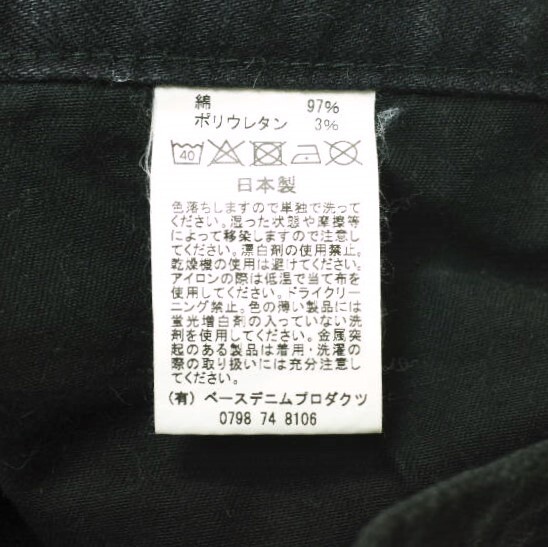 綿 97%
ポリウレタン 3%
40
日本製
色落ちしますので単独で洗って
ください。湿った状態や摩擦等
によって移染しますので注意し
てください。漂白剤の使用禁止。
乾燥機の使用は避けてください。
アイロンの際は低温で当て布を
使用してください。ドライクリー
ニング禁止。色の薄い製品には
蛍光増白剤の入っていない洗
剤を使用してください。金属突
起のある製品は着用・洗濯の
際の取り扱いには充分注意し
てください。
(有) ベースデニムプロダクツ
0798 74 8106